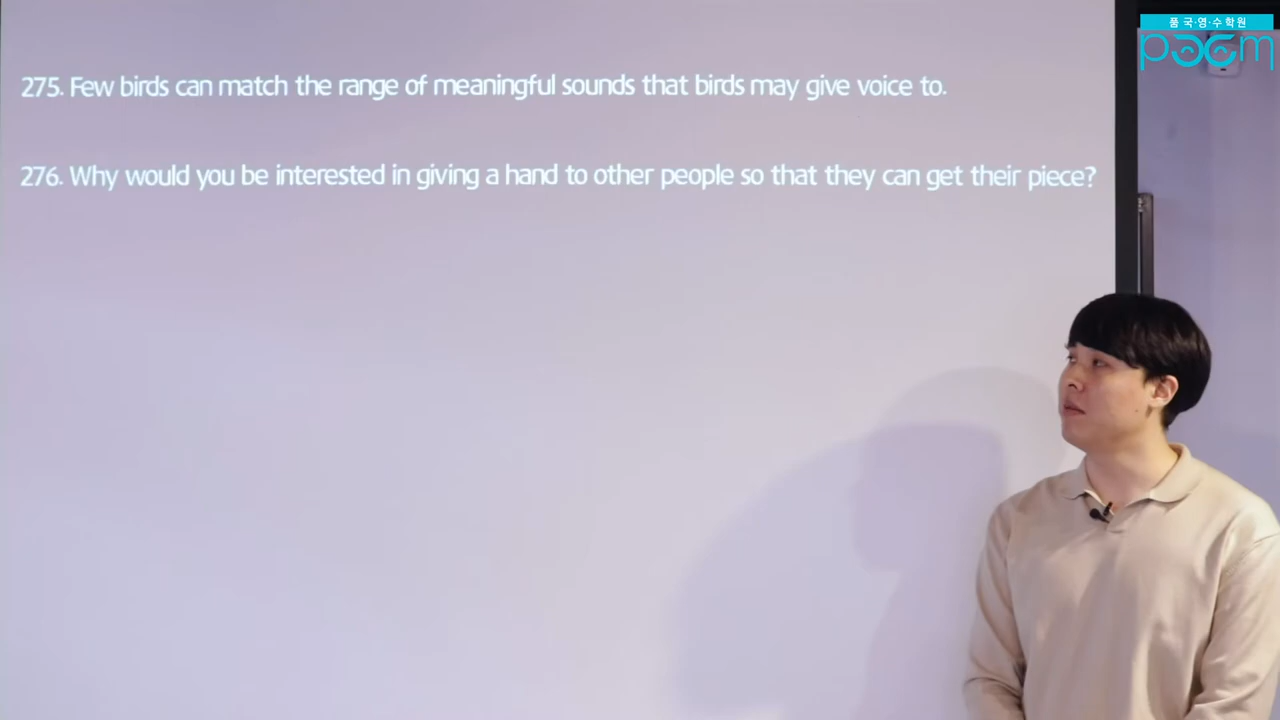 품 국·영·수 학원
poem
275. Few birds can match the range of meaningful sounds that birds may give voice to.
276. Why would you be interested in giving a hand to other people so that they can get their piece?